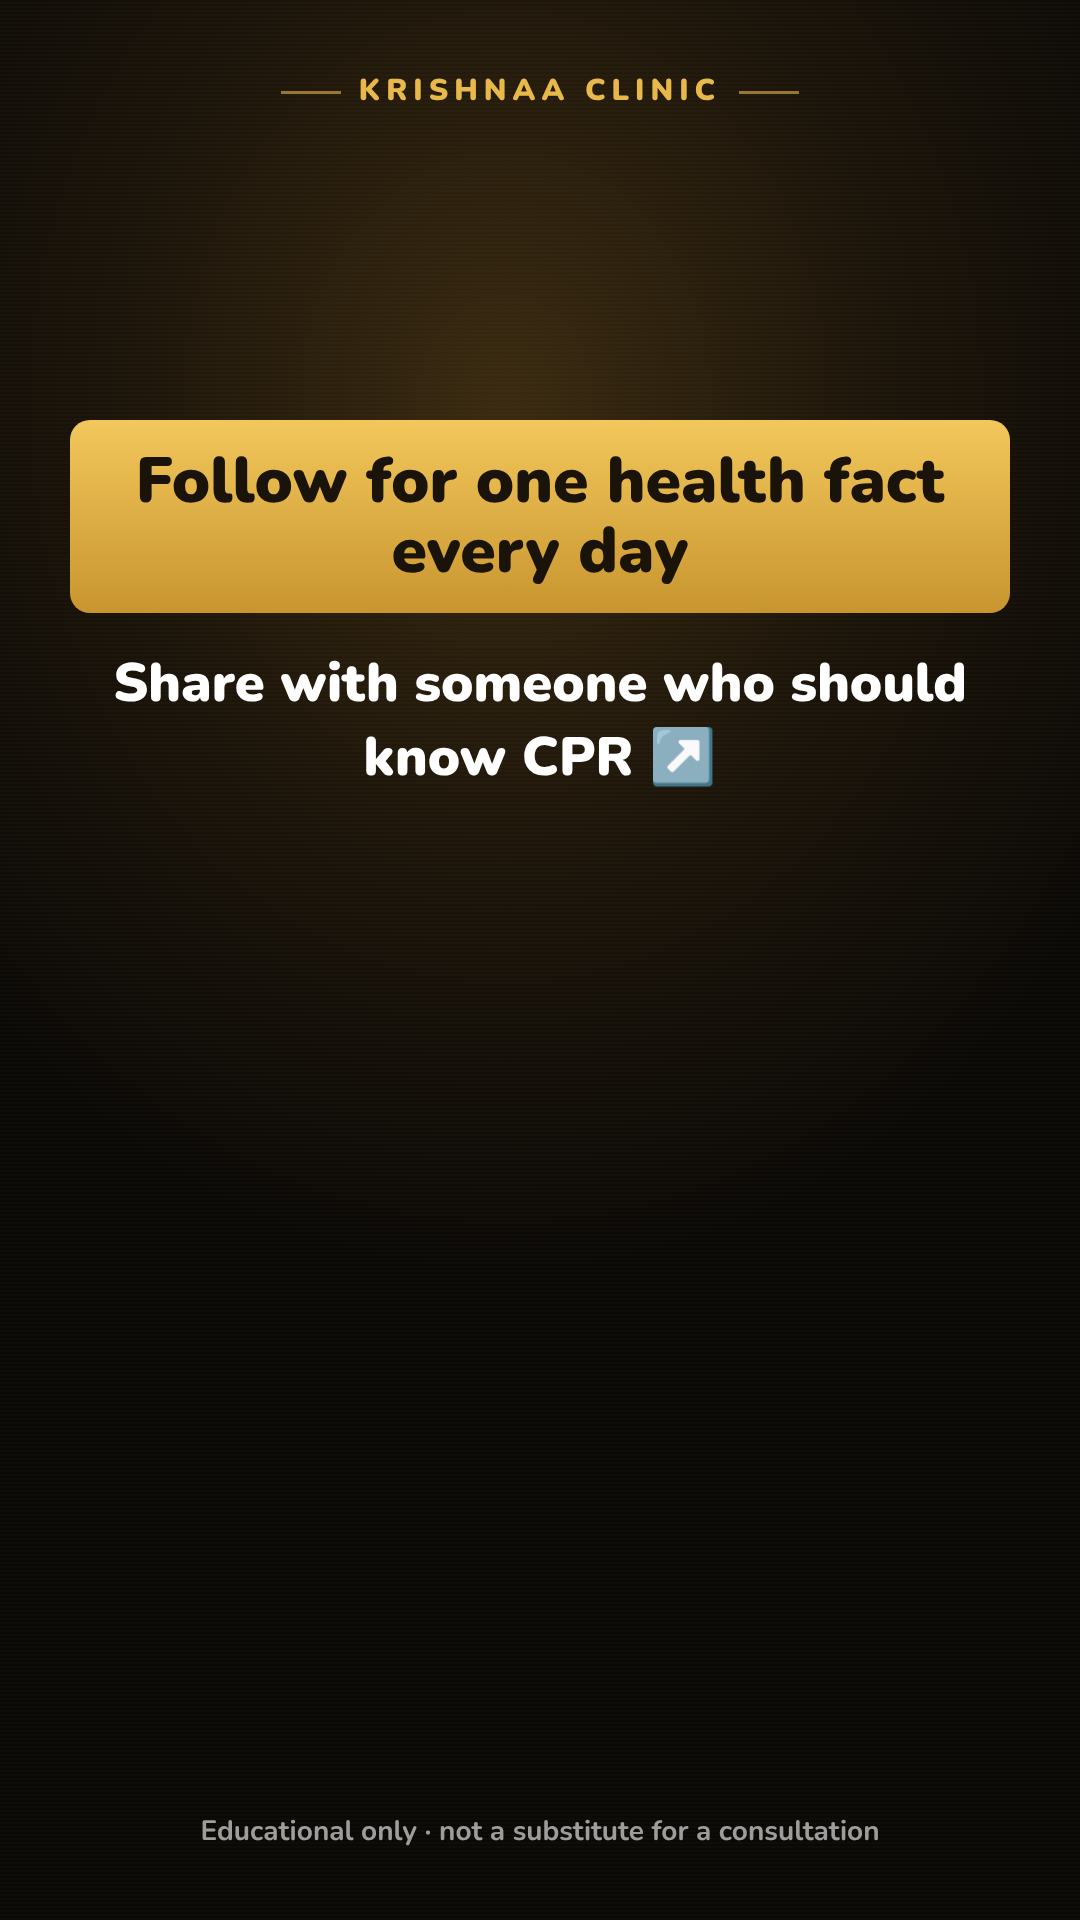 KRISHNAA CLINIC
Follow for one health fact
every day
Share with someone who should
know CPR ↗️
Educational only · not a substitute for a consultation